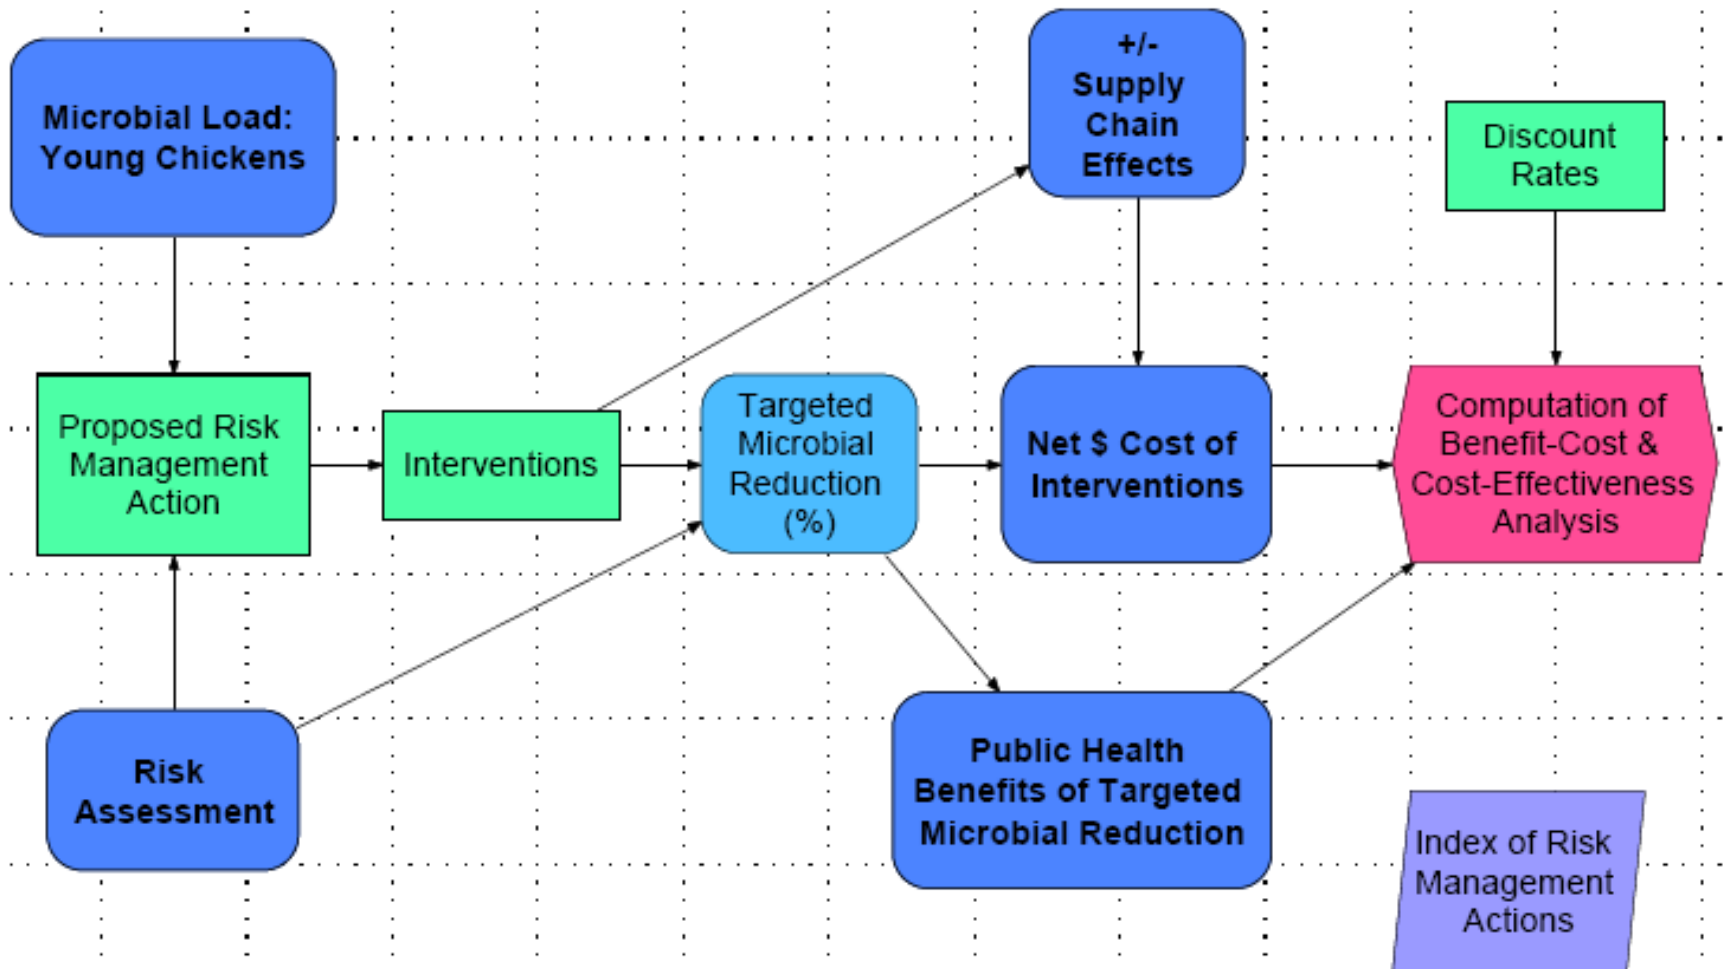 Microbial Load:
Young Chickens
+/-
Supply
Chain
Effects
Discount
Rates
Proposed Risk
Management
Action
Interventions
Targeted
Microbial
Reduction
(%)
Net $ Cost of
Interventions
Computation of
Benefit-Cost &
Cost-Effectiveness
Analysis
Risk
Assessment
Public Health
Benefits of Targeted
Microbial Reduction
Index of Risk
Management
Actions